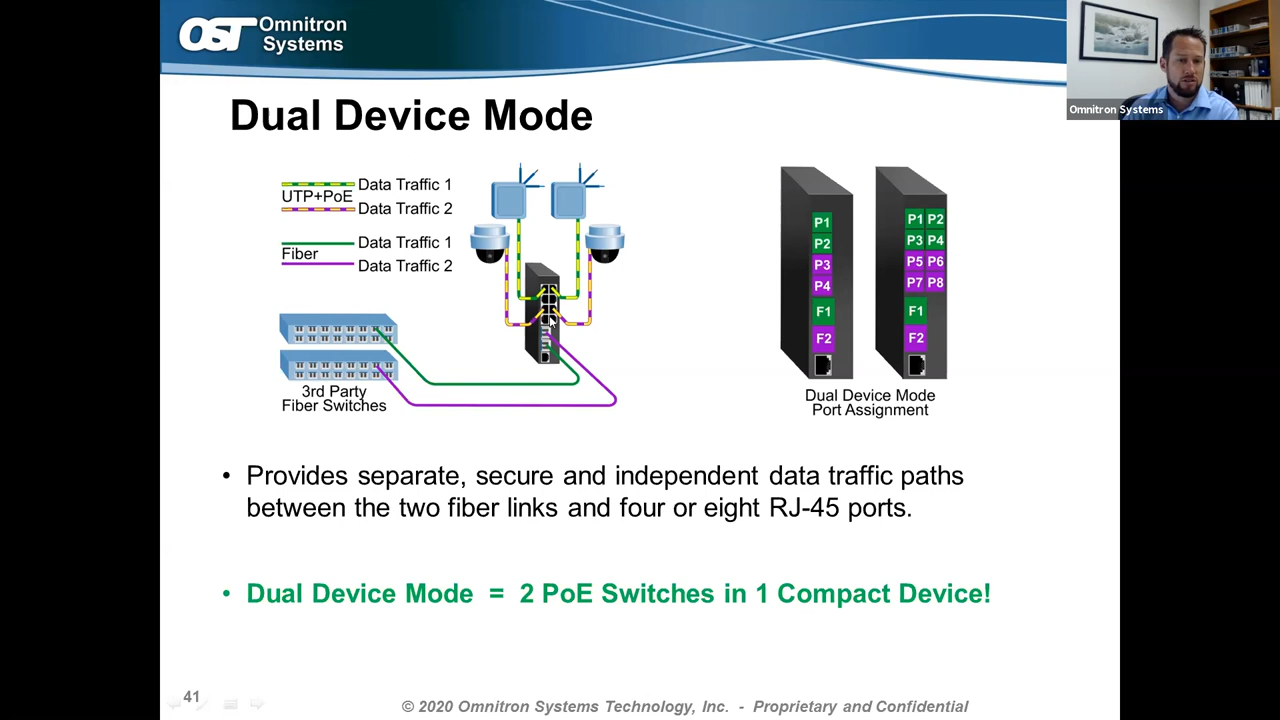 OST Omnitron
Systems
Omnitron Systems
Dual Device Mode
Data Traffic 1
UTP+PoE
Data Traffic 2
Data Traffic 1
Fiber
Data Traffic 2
3rd Party
Fiber Switches
P1
P2
P3
P4
F1
F2
P1 P2
P3 P4
P5 P6
P7 P8
F1
F2
Dual Device Mode
Port Assignment
• Provides separate, secure and independent data traffic paths
between the two fiber links and four or eight RJ-45 ports.
• Dual Device Mode = 2 PoE Switches in 1 Compact Device!
41
© 2020 Omnitron Systems Technology, Inc. - Proprietary and Confidential